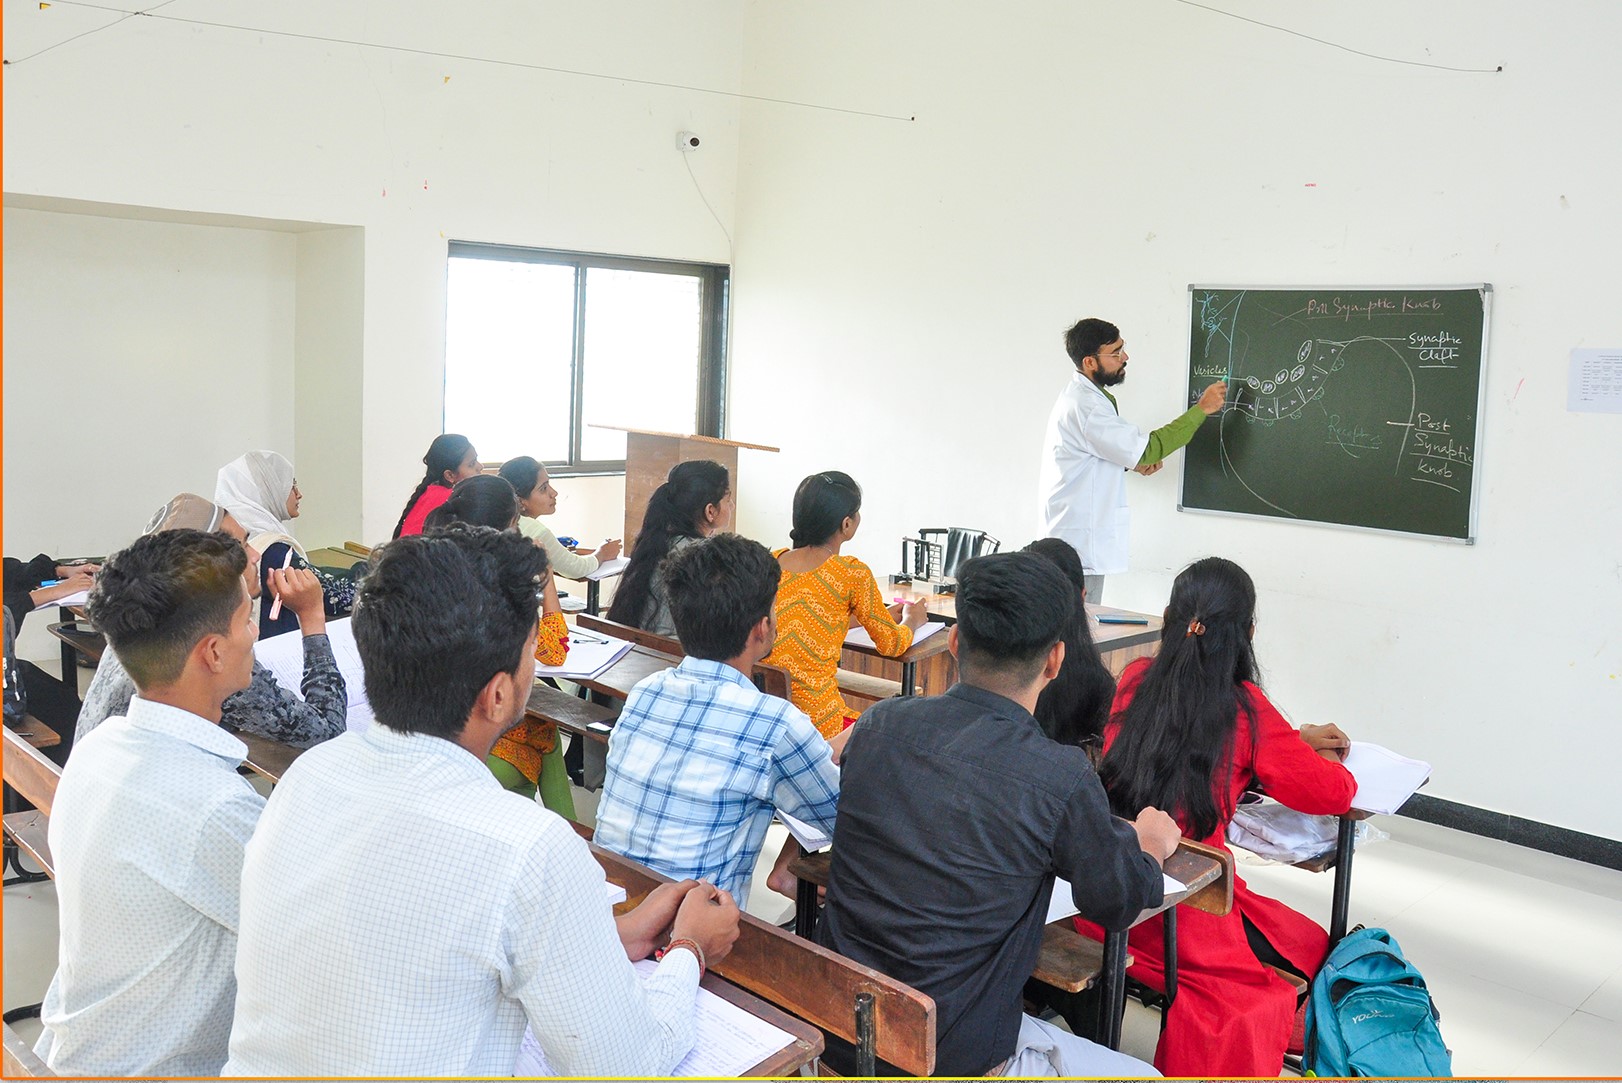 Pre Synaptic Knob
Synaptic
Cleft
Vesicles
Receptors
Post
Synaptic
Knob